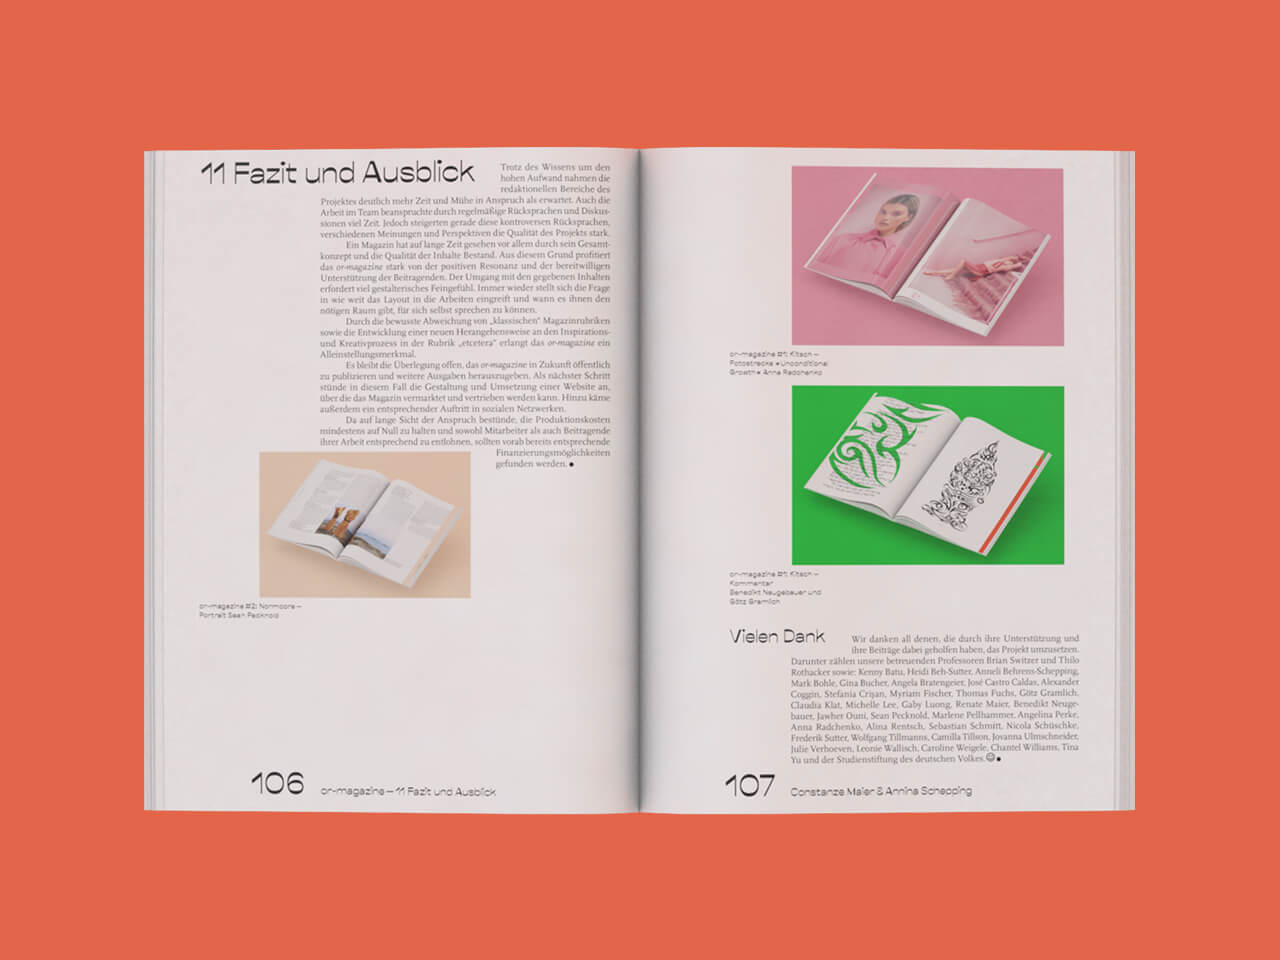 11 Fazit und Ausblick
Trotz des Wissens um den
hohen Aufwand nahmen die
redaktionellen Bereiche des
Projektes deutlich mehr Zeit und Mühe in Anspruch als erwartet. Auch die
Arbeit im Team beanspruchte durch regelmäßige Rücksprachen und Diskus-
sionen viel Zeit. Jedoch steigerten gerade diese kontroversen Rücksprachen,
verschiedenen Meinungen und Perspektiven die Qualität des Projekts stark.
Ein Magazin hat auf lange Zeit gesehen vor allem durch sein Gesamt-
konzept und die Qualität der Inhalte Bestand. Aus diesem Grund profitiert
das or-magazine stark von der positiven Resonanz und der bereitwilligen
Unterstützung der Beitragenden. Der Umgang mit den gegebenen Inhalten
erfordert viel gestalterisches Feingefühl. Immer wieder stellt sich die Frage
in wie weit das Layout in die Arbeiten eingreift und wann es ihnen den
nötigen Raum gibt, für sich selbst sprechen zu können.
Durch die bewusste Abweichung von „klassischen“ Magazinrubriken
sowie die Entwicklung einer neuen Herangehensweise an den Inspirations-
und Kreativprozess in der Rubrik „etcetera“ erlangt das or-magazine ein
Alleinstellungsmerkmal.
Es bleibt die Überlegung offen, das or-magazine in Zukunft öffentlich
zu publizieren und weitere Ausgaben herauszugeben. Als nächster Schritt
stünde in diesem Fall die Gestaltung und Umsetzung einer Website an,
über die das Magazin vermarktet und vertrieben werden kann. Hinzu käme
außerdem ein entsprechender Auftritt in sozialen Netzwerken.
Da auf lange Sicht der Anspruch bestünde, die Produktionskosten
mindestens auf Null zu halten und sowohl Mitarbeiter als auch Beitragende
ihrer Arbeit entsprechend zu entlohnen, sollten vorab bereits entsprechende
Finanzierungsmöglichkeiten
gefunden werden.●
or-magazine #2: Normcore –
Portrait Sean Pecknold
106 or-magazine – 11 Fazit und Ausblick
or-magazine #1: Kitsch –
Fotostrecke »Unconditional
Growth« Anna Radchenko
or-magazine #1: Kitsch –
Kommentar
Benedikt Neugebauer und
Götz Gramlich
Vielen Dank
Wir danken all denen, die durch ihre Unterstützung und
ihre Beiträge dabei geholfen haben, das Projekt umzusetzen.
Darunter zählen unsere betreuenden Professoren Brian Switzer und Thilo
Rothacker sowie: Kenny Batu, Heidi Beh-Sutter, Anneli Behrens-Schepping,
Mark Bohle, Gina Bucher, Angela Bratengeier, José Castro Caldas, Alexander
Coggin, Stefania Crişan, Myriam Fischer, Thomas Fuchs, Götz Gramlich,
Claudia Klat, Michelle Lee, Gaby Luong, Renate Maier, Benedikt Neuge-
bauer, Jawher Ouni, Sean Pecknold, Marlene Pellhammer, Angelina Perke,
Anna Radchenko, Alina Rentsch, Sebastian Schmitt, Nicola Schüschke,
Frederik Sutter, Wolfgang Tillmanns, Camilla Tillson, Jovanna Ulmschneider,
Julie Verhoeven, Leonie Wallisch, Caroline Weigele, Chantel Williams, Tina
Yu und der Studienstiftung des deutschen Volkes.☺●
107 Constanze Maier & Annina Schepping